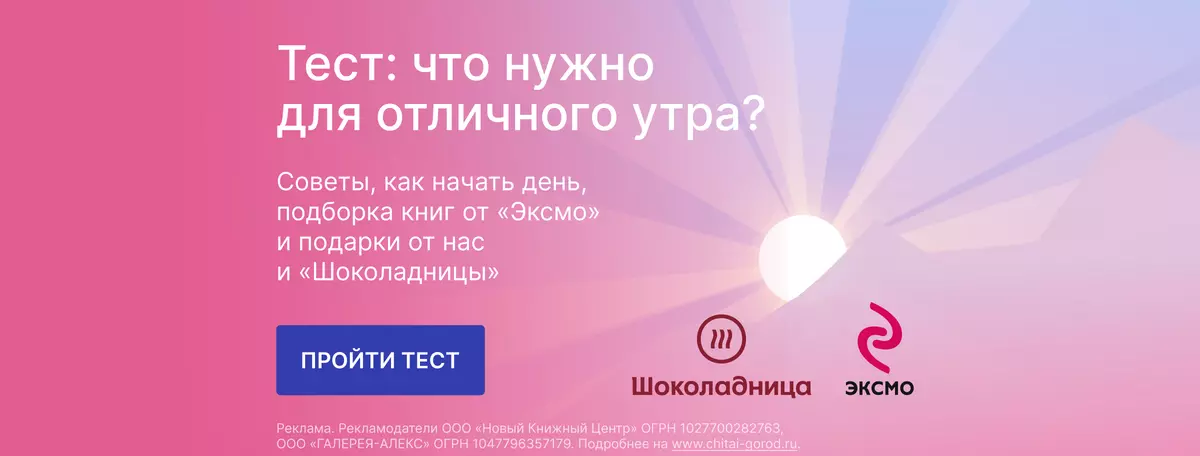 Тест: что нужно
для отличного утра?
Советы, как начать день,
подборка книг от «Эксмо»
и подарки от нас
и «Шоколадницы»
ПРОЙТИ ТЕСТ
Шоколадница
ЭКСМО
Реклама. Рекламодатели ООО «Новый Книжный Центр» ОГРН 1027700282763,
ООО «ГАЛЕРЕЯ-АЛЕКС» ОГРН 1047796357179. Подробнее на www.chitai-gorod.ru.